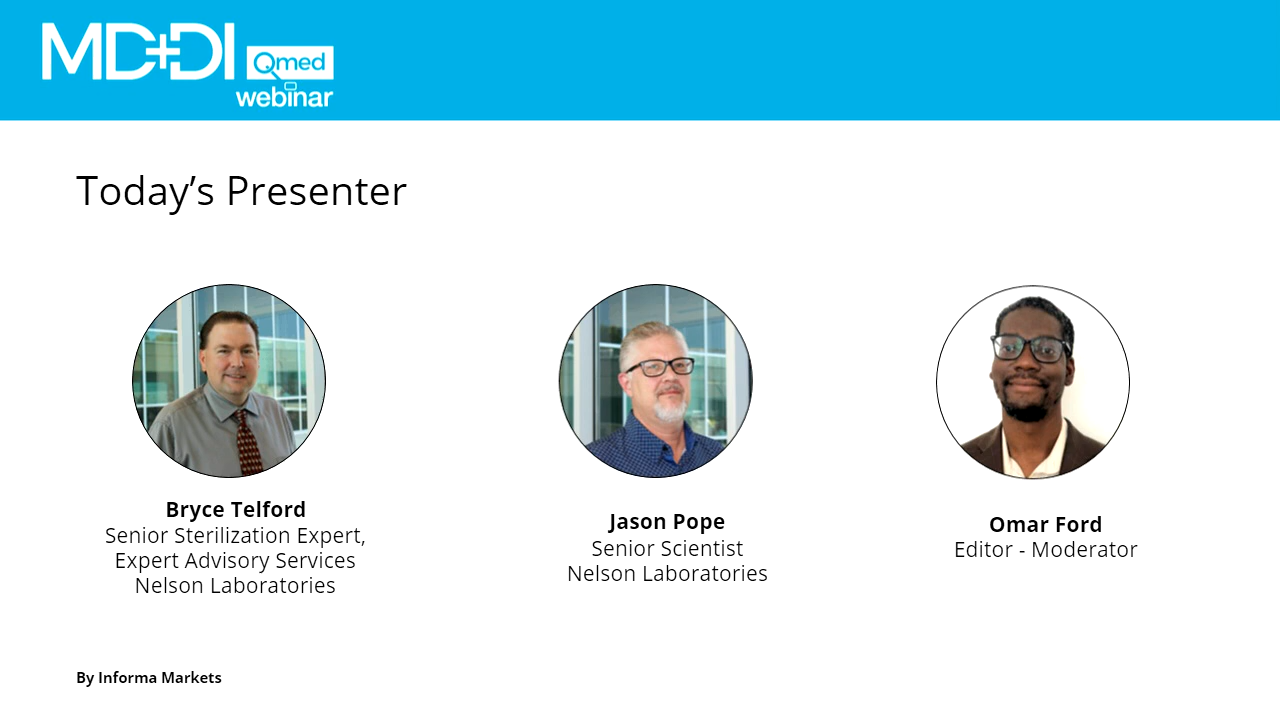 MD+DI Qmed
webinar
Today’s Presenter
Bryce Telford
Senior Sterilization Expert,
Expert Advisory Services
Nelson Laboratories
Jason Pope
Senior Scientist
Nelson Laboratories
Omar Ford
Editor - Moderator
By Informa Markets